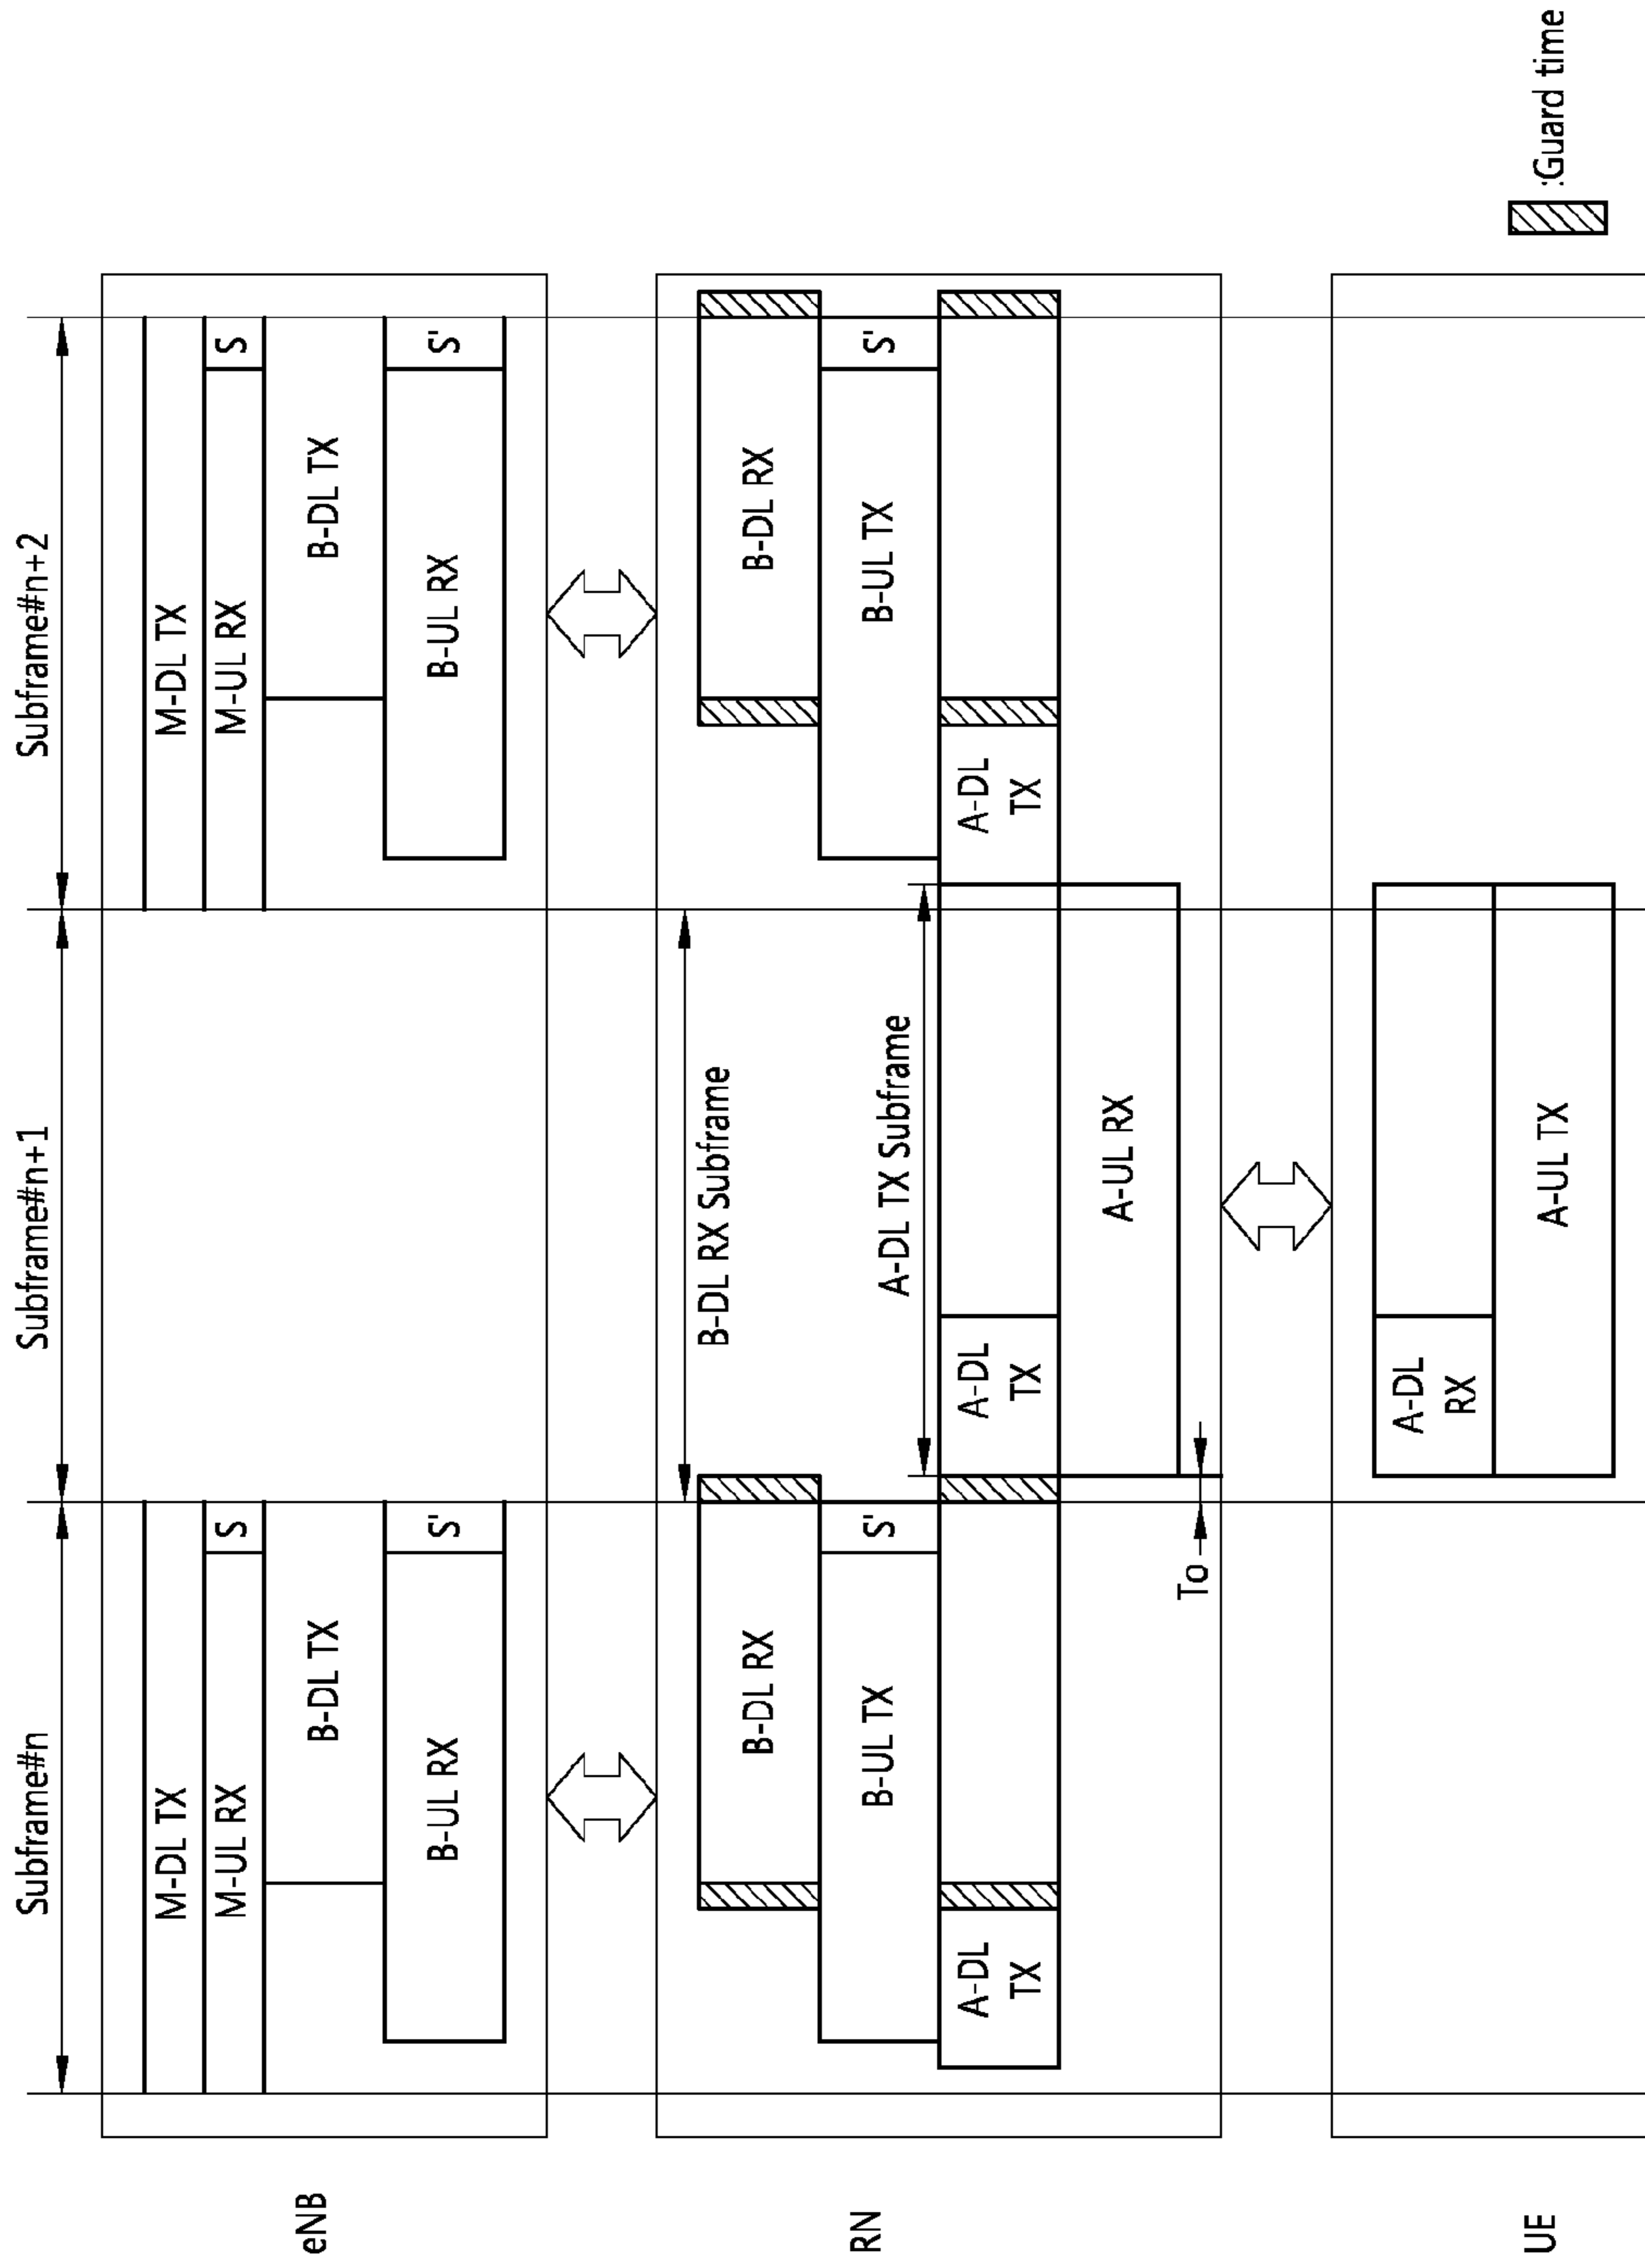 Subframe#n
Subframe#n+1
Subframe#n+2
eNB
M-DL TX
M-DL TX
M-UL RX
S
M-UL RX
S
B-DL TX
B-DL TX
B-UL RX
S'
B-UL RX
S'
RN
B-DL RX
B-DL RX Subframe
B-DL RX
B-UL TX
S'
A-DL TX Subframe
B-UL TX
S'
A-DL
TX
A-DL
TX
A-DL
TX
A-UL RX
To
UE
A-DL
RX
A-UL TX
:Guard time